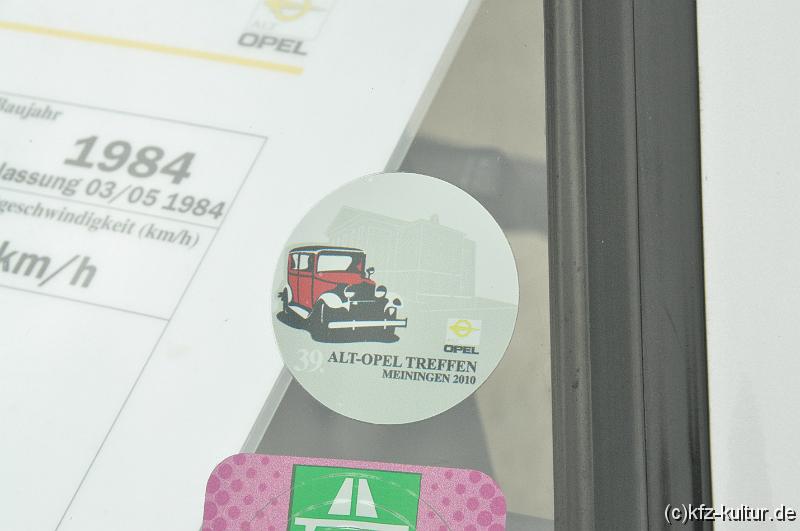 ALT
OPEL
Baujahr
1984
lassung 03/05 1984
geschwindigkeit (km/h)
km/h
OPEL
39. ALT-OPEL TREFFEN
MEININGEN 2010
(c)kfz-kultur.de